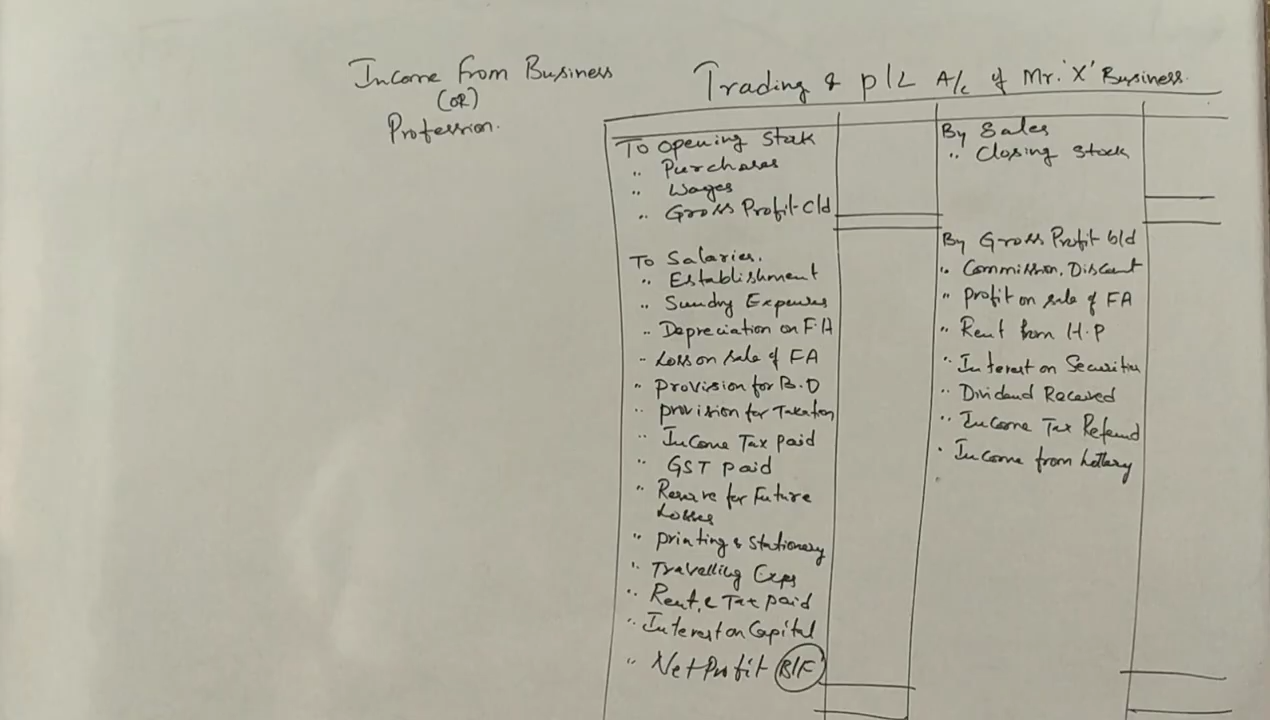 Income from Business
(OR)
Profession.
Trading & P/L A/c of Mr. 'X' Business.
To Opening Stock
" Purchases
" Wages
" Gross Profit C/d
To Salaries.
" Establishment
" Sundry Expenses
" Depreciation on F.A
" Loss on sale of FA
" Provision for B.D
" provision for Taxation
" Income Tax paid
" GST paid
" Reserve for Future
Losses
" printing & Stationery
" Travelling Exps
" Rent & Tax paid
" Interest on Capital
" Net Profit B/F
By Sales
" Closing Stock
By Gross Profit b/d
" Commission, Discount
" Profit on sale of FA
" Rent from H.P
" Interest on Securities
" Dividend Received
" Income Tax Refund
" Income from Lottery